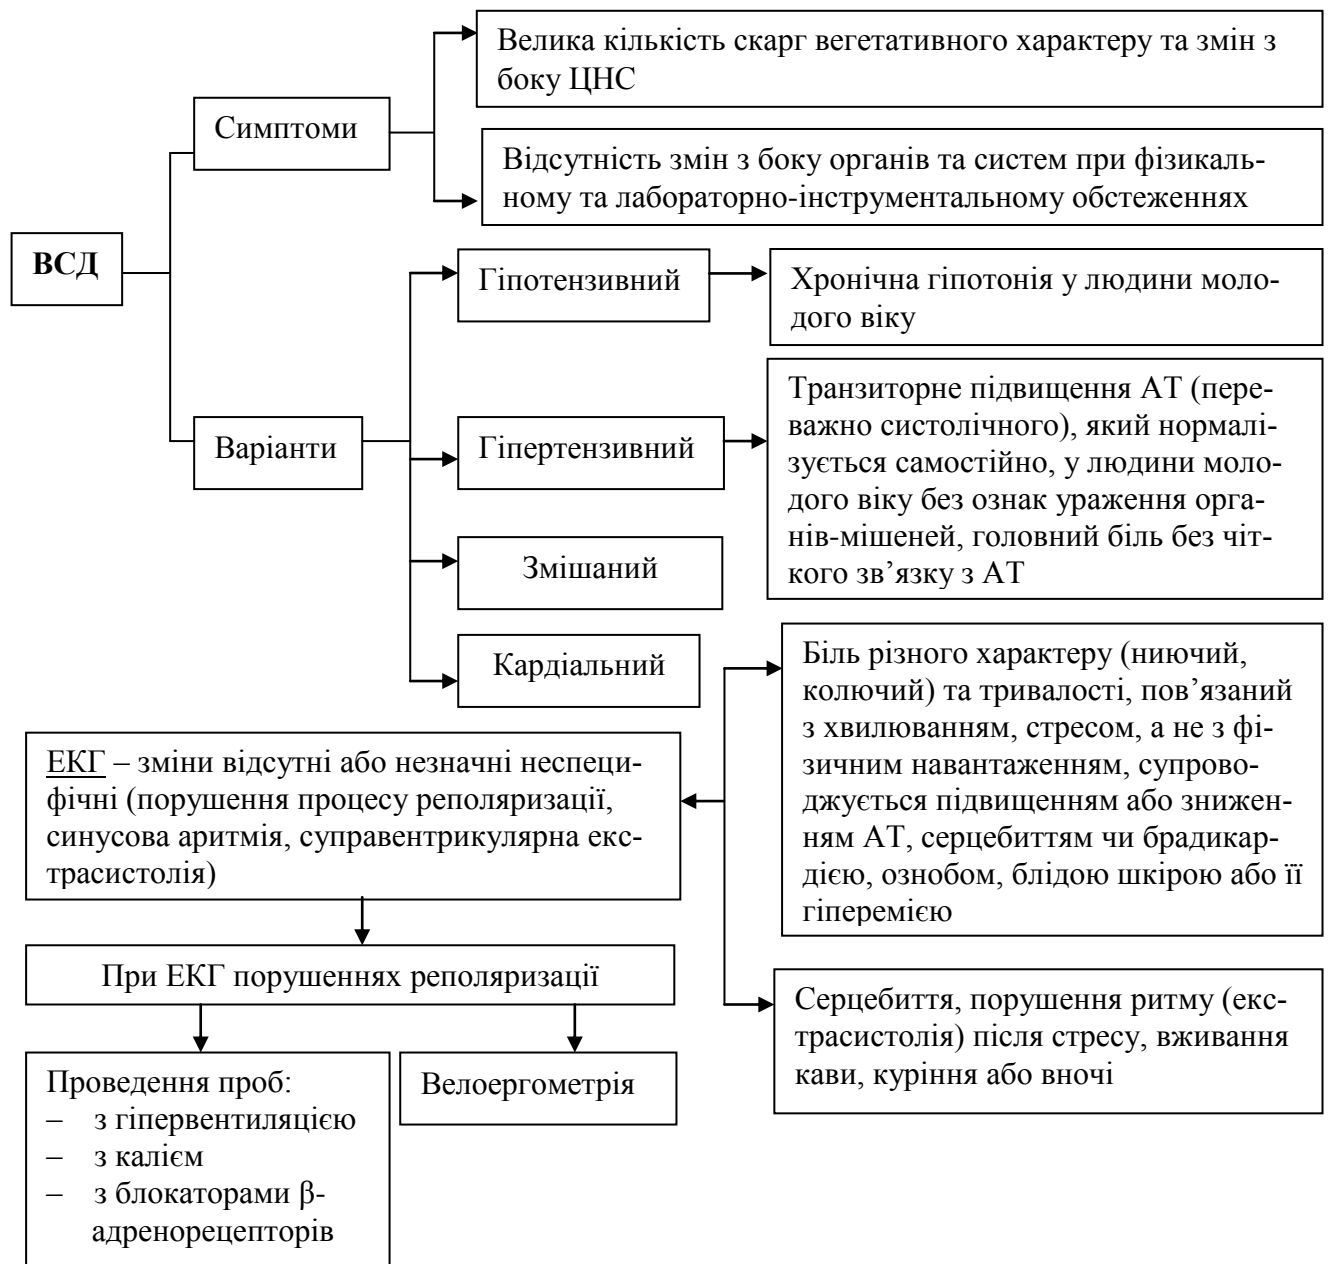 Велика кількість скарг вегетативного характеру та змін з
боку ЦНС
Симптоми
Відсутність змін з боку органів та систем при фізикаль-
ному та лабораторно-інструментальному обстеженнях
ВСД
Гіпотензивний
Хронічна гіпотонія у людини моло-
дого віку
Варіанти
Гіпертензивний
Транзиторне підвищення АТ (пере-
важно систолічного), який нормалі-
зується самостійно, у людини моло-
дого віку без ознак ураження орга-
нів-мішеней, головний біль без чіт-
кого зв’язку з АТ
Змішаний
Кардіальний
Біль різного характеру (ниючий,
колючий) та тривалості, пов’язаний
з хвилюванням, стресом, а не з фі-
зичним навантаженням, супрово-
джується підвищенням або знижен-
ням АТ, серцебиттям чи брадикар-
дією, ознобом, блідою шкірою або її
гіперемією
ЕКГ – зміни відсутні або незначні неспеци-
фічні (порушення процесу реполяризації,
синусова аритмія, суправентрикулярна екс-
трасистолія)
При ЕКГ порушеннях реполяризації
Серцебиття, порушення ритму (екс-
трасистолія) після стресу, вживання
кави, куріння або вночі
Проведення проб:
– з гіпервентиляцією
– з калієм
– з блокаторами β-
адренорецепторів
Велоергометрія